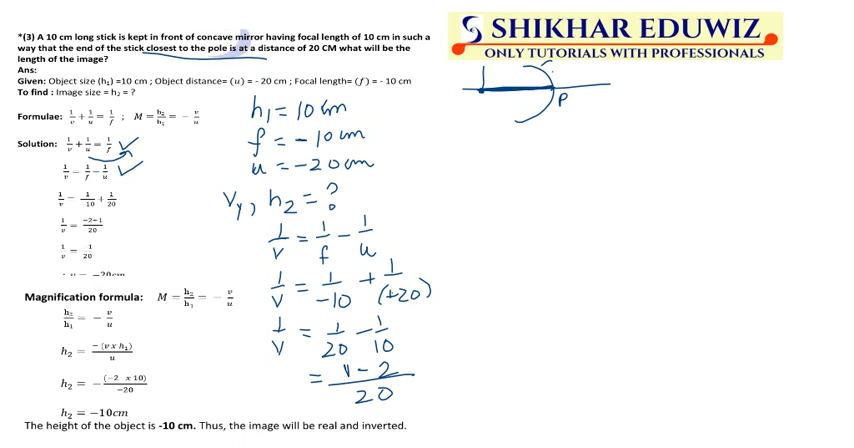 *(3) A 10 cm long stick is kept in front of concave mirror having focal length of 10 cm in such a
way that the end of the stick closest to the pole is at a distance of 20 CM what will be the
length of the image?
Ans:
Given: Object size (h₁) =10 cm ; Object distance= (u) = - 20 cm ; Focal length= (f) = - 10 cm
To find : Image size = h₂ = ?
Formulae: 1/v + 1/u = 1/f ; M = h₂/h₁ = - v/u
Solution: 1/v + 1/u = 1/f
1/v = 1/f - 1/u
1/v - 1/10 + 1/20
1/v = -2-1/20
1/v = 1/20
∴ v = -20cm
Magnification formula: M = h₂/h₁ = - v/u
h₂/h₁ = - v/u
h₂ = -(v x h₁)/u
h₂ = - (-2 x 10)/-20
h₂ = -10cm
The height of the object is -10 cm. Thus, the image will be real and inverted.
h₁ = 10 cm
f = -10 cm
u = -20 cm
v, h₂ = ?
1/v = 1/f - 1/u
1/v = 1/-10 + 1/(+20)
1/v = 1/20 - 1/10
= 1-2/20
SHIKHAR EDUWIZ
ONLY TUTORIALS WITH PROFESSIONALS
P